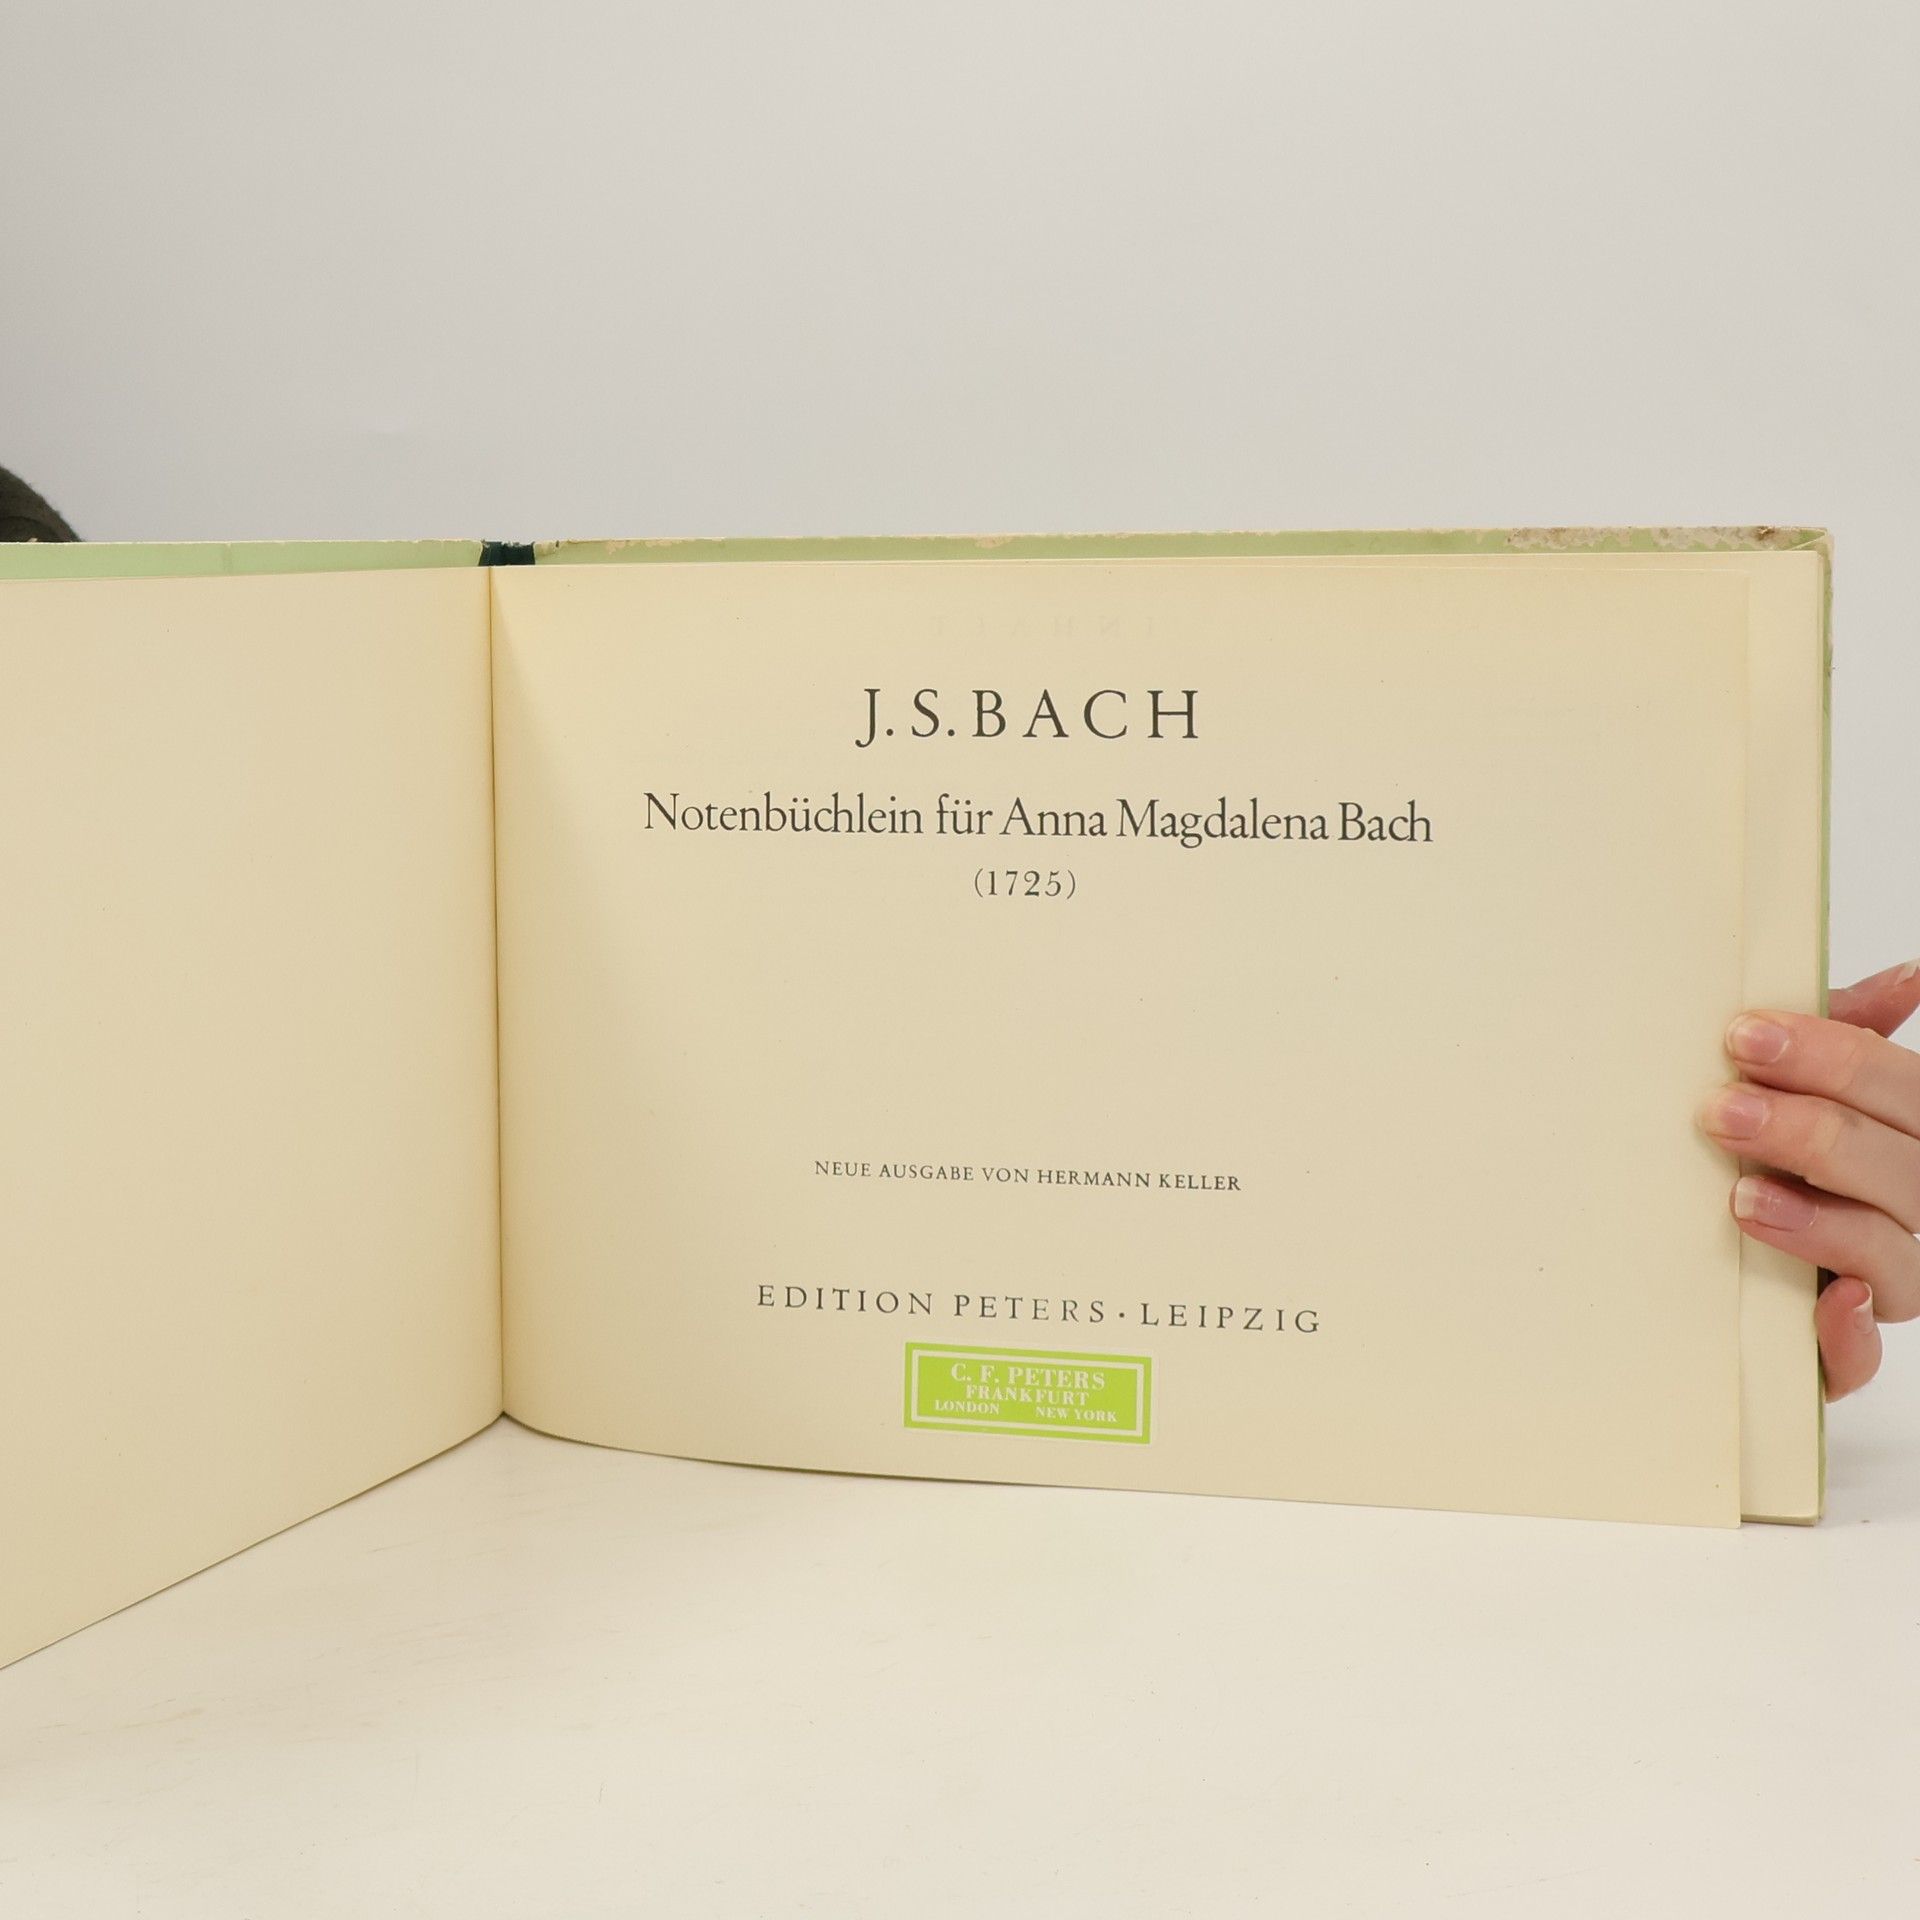 J. S. BACH
Notenbüchlein für Anna Magdalena Bach
(1725)
NEUE AUSGABE VON HERMANN KELLER
EDITION PETERS · LEIPZIG
C. F. PETERS
FRANKFURT
LONDON NEW YORK